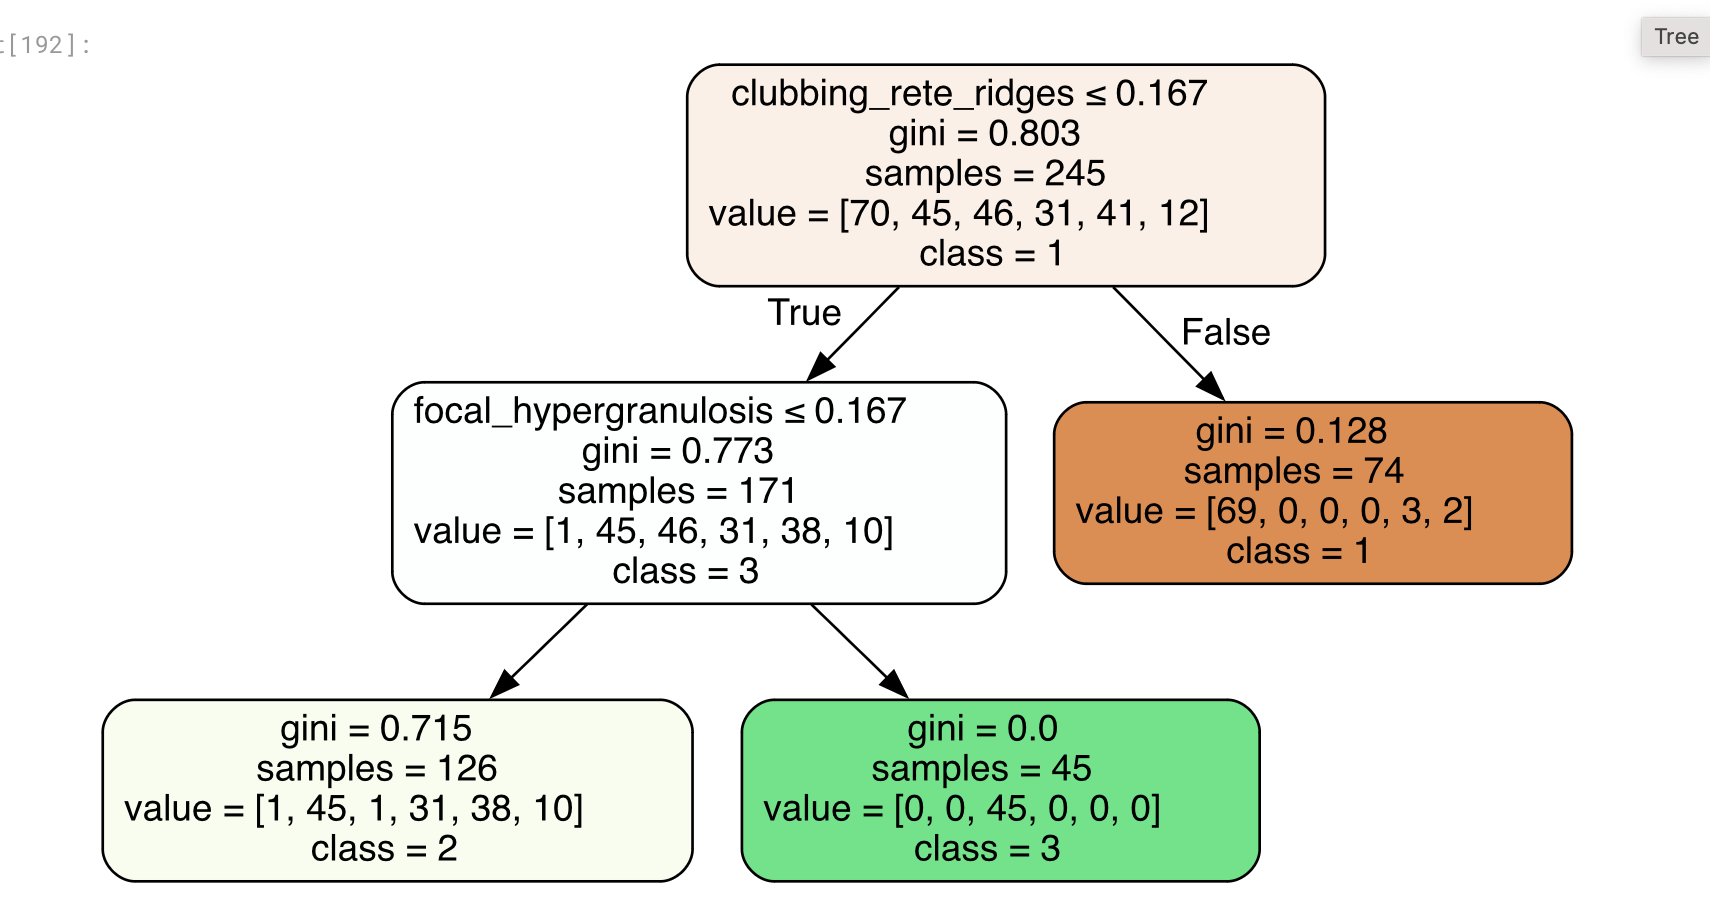 t[192]:
Tree
clubbing_rete_ridges ≤ 0.167
gini = 0.803
samples = 245
value = [70, 45, 46, 31, 41, 12]
class = 1
True
False
focal_hypergranulosis ≤ 0.167
gini = 0.773
samples = 171
value = [1, 45, 46, 31, 38, 10]
class = 3
gini = 0.128
samples = 74
value = [69, 0, 0, 0, 3, 2]
class = 1
gini = 0.715
samples = 126
value = [1, 45, 1, 31, 38, 10]
class = 2
gini = 0.0
samples = 45
value = [0, 0, 45, 0, 0, 0]
class = 3